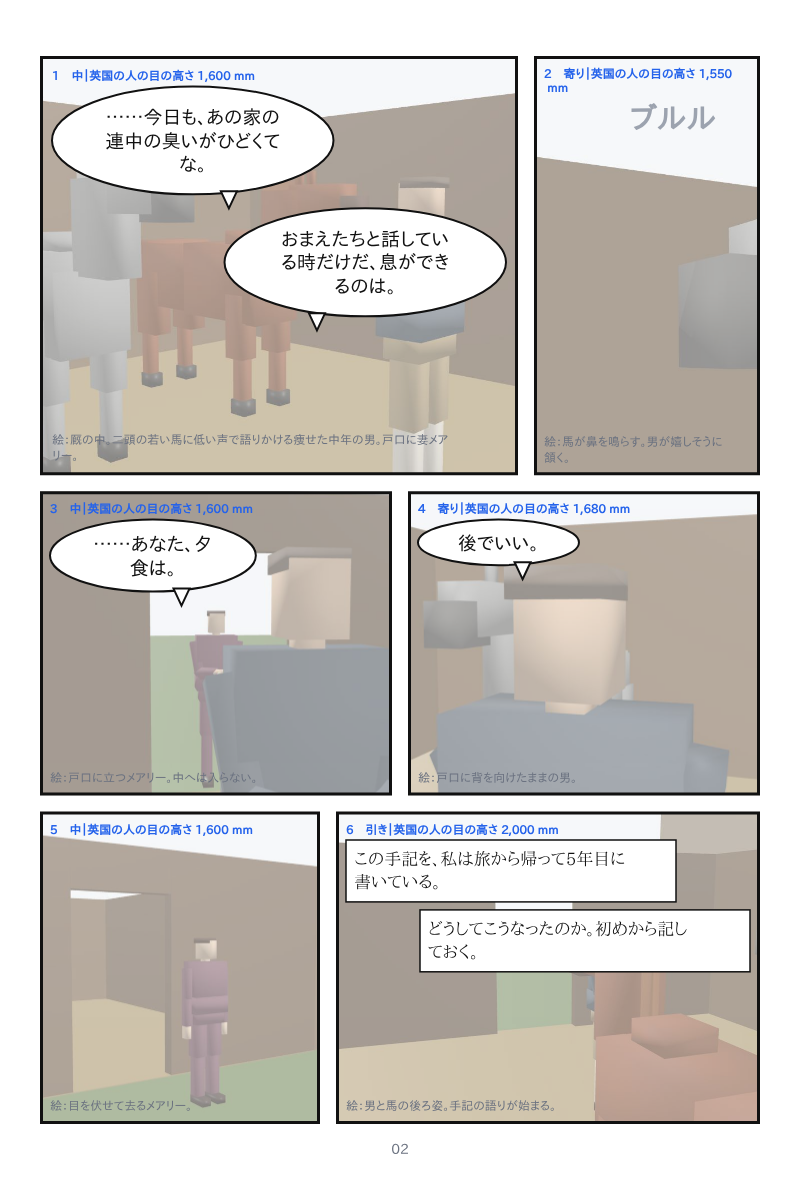 1 中|英国の人の目の高さ 1,600 mm
……今日も、あの家の
連中の臭いがひどくて
な。
おまえたちと話してい
る時だけだ、息ができ
るのは。
絵：厩の中、二頭の若い馬に低い声で語りかける痩せた中年の男。戸口に妻メア
リー。
2 寄り|英国の人の目の高さ 1,550
mm
ブルル
絵：馬が鼻を鳴らす。男が嬉しそうに
頷く。
3 中|英国の人の目の高さ 1,600 mm
……あなた、夕
食は。
絵：戸口に立つメアリー。中へは入らない。
4 寄り|英国の人の目の高さ 1,680 mm
後でいい。
絵：戸口に背を向けたままの男。
5 中|英国の人の目の高さ 1,600 mm
絵：目を伏せて去るメアリー。
6 引き|英国の人の目の高さ 2,000 mm
この手記を、私は旅から帰って5年目に
書いている。
どうしてこうなったのか。初めから記し
ておく。
絵：男と馬の後ろ姿。手記の語りが始まる。
02